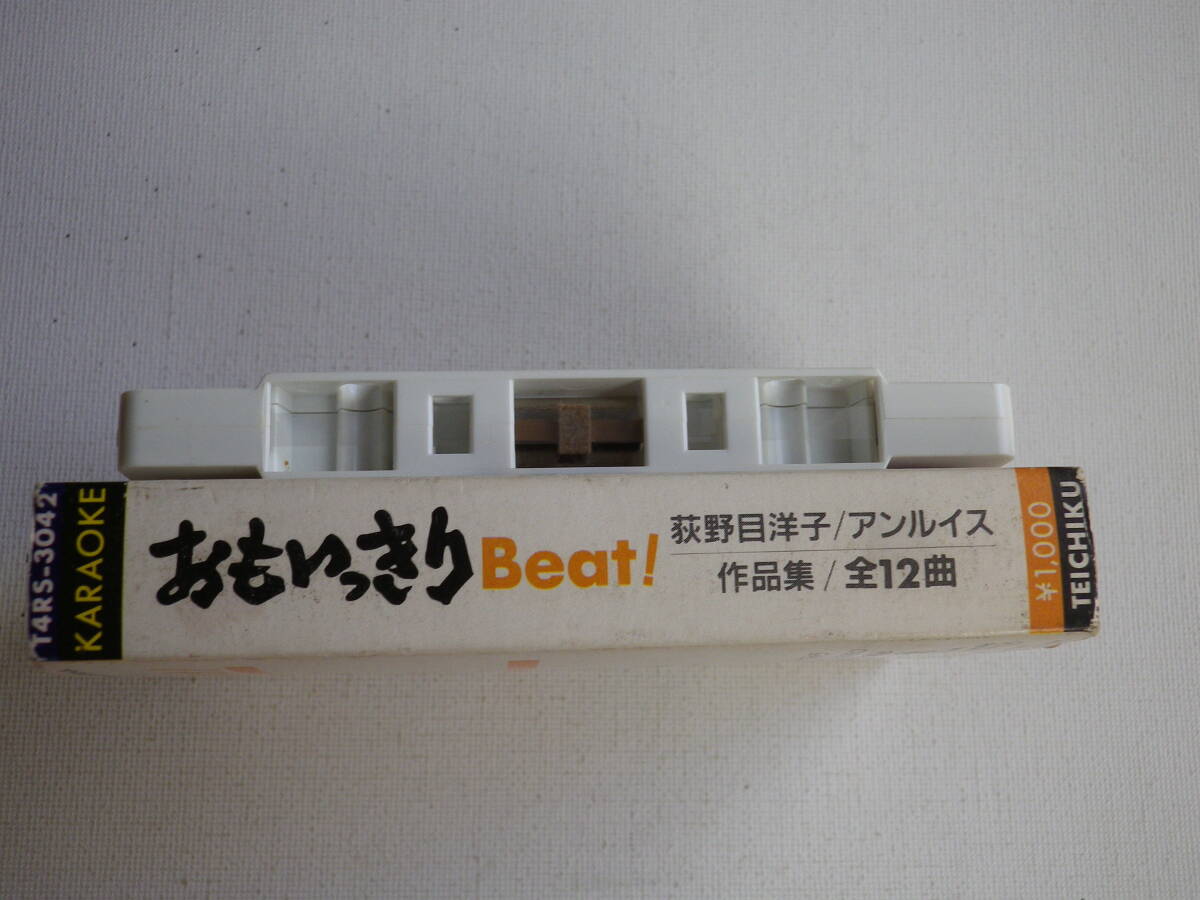 T4RS-3042
KARAOKE
おもいっきりBeat!
荻野目洋子/アンルイス
作品集/全12曲
¥1,000
TEICHIKU